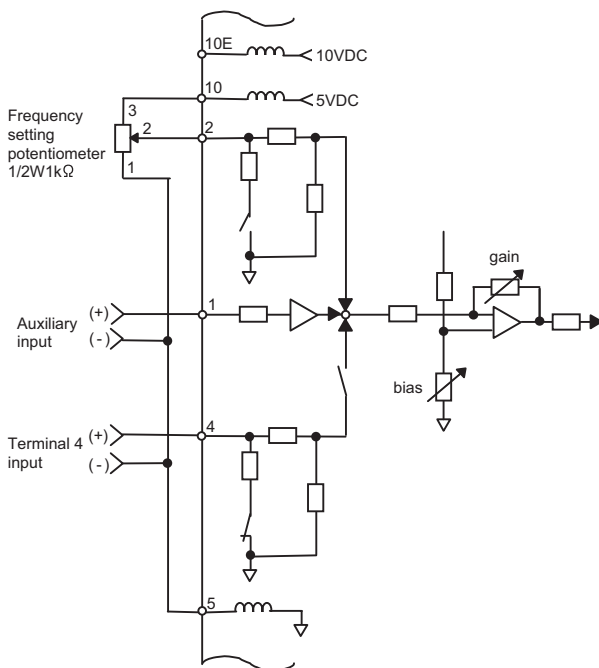 10E
10VDC
10
5VDC
Frequency
setting
potentiometer
1/2W1kΩ
3
2
1
2
gain
Auxiliary
input
(+)
(-)
1
bias
Terminal 4
input
(+)
(-)
4
5